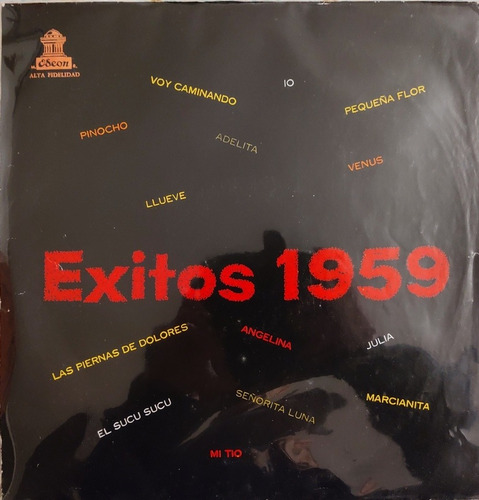 Odeon
ALTA FIDELIDAD
VOY CAMINANDO
IO
PEQUEÑA FLOR
PINOCHO
ADELITA
VENUS
LLUEVE
Exitos 1959
LAS PIERNAS DE DOLORES
ANGELINA
JULIA
EL SUCU SUCU
SEÑORITA LUNA
MARCIANITA
MI TIO